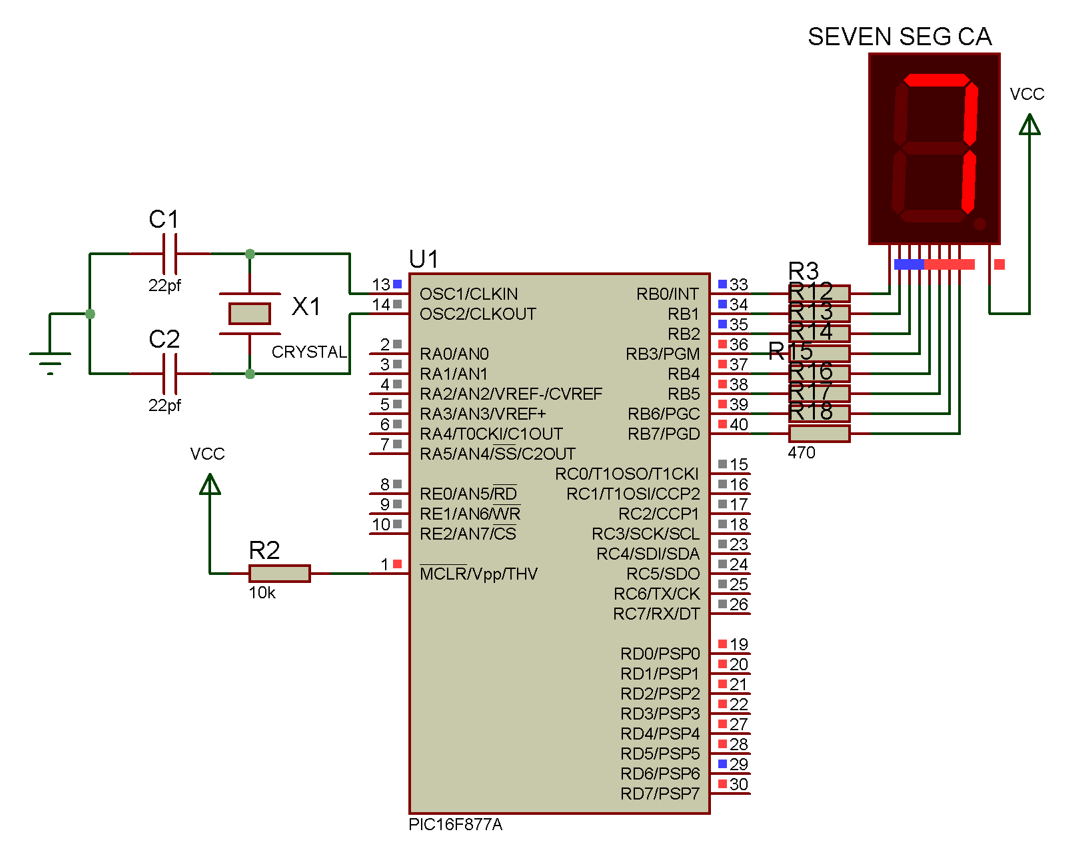 SEVEN SEG CA
VCC
C1
22pf
C2
22pf
X1
CRYSTAL
VCC
R2
10k
U1
13 OSC1/CLKIN
14 OSC2/CLKOUT
2 RA0/AN0
3 RA1/AN1
4 RA2/AN2/VREF-/CVREF
5 RA3/AN3/VREF+
6 RA4/T0CKI/C1OUT
7 RA5/AN4/SS/C2OUT
8 RE0/AN5/RD
9 RE1/AN6/WR
10 RE2/AN7/CS
1 MCLR/Vpp/THV
RB0/INT 33
RB1 34
RB2 35
RB3/PGM 36
RB4 37
RB5 38
RB6/PGC 39
RB7/PGD 40
RC0/T1OSO/T1CKI 15
RC1/T1OSI/CCP2 16
RC2/CCP1 17
RC3/SCK/SCL 18
RC4/SDI/SDA 23
RC5/SDO 24
RC6/TX/CK 25
RC7/RX/DT 26
RD0/PSP0 19
RD1/PSP1 20
RD2/PSP2 21
RD3/PSP3 22
RD4/PSP4 27
RD5/PSP5 28
RD6/PSP6 29
RD7/PSP7 30
PIC16F877A
R3
R12
R13
R14
R15
R16
R17
R18
470
7